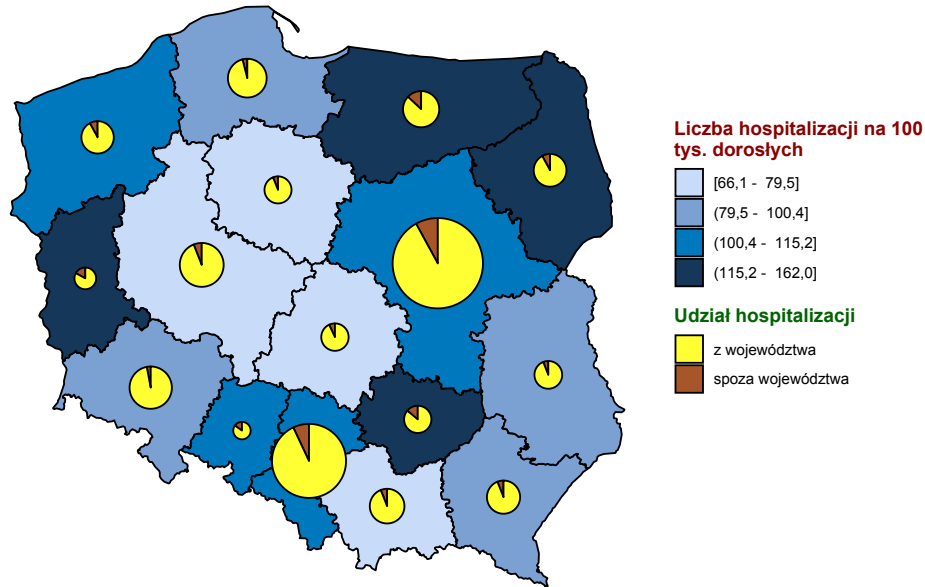 Liczba hospitalizacji na 100
tys. dorosłych
[66,1 - 79,5]
(79,5 - 100,4]
(100,4 - 115,2]
(115,2 - 162,0]
Udział hospitalizacji
z województwa
spoza województwa